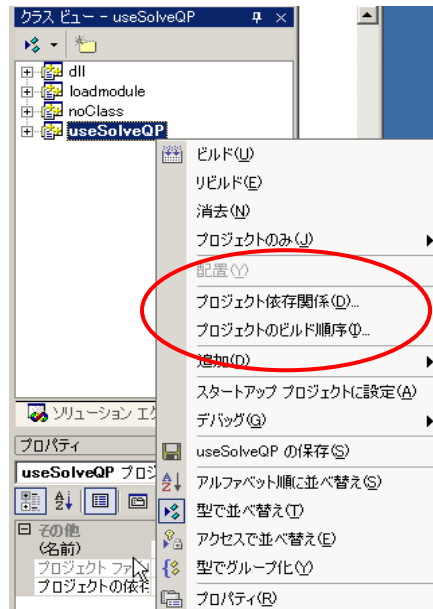 クラス ビュー - useSolveQP
dll
loadmodule
noClass
useSolveQP
ビルド(U)
リビルド(E)
消去(N)
プロジェクトのみ(J)
配置(Y)
プロジェクト依存関係(D)...
プロジェクトのビルド順序(I)...
追加(D)
スタートアップ プロジェクトに設定(A)
デバッグ(G)
useSolveQP の保存(S)
アルファベット順に並べ替え(S)
型で並べ替え(T)
アクセスで並べ替え(E)
型でグループ化(Y)
プロパティ(R)
ソリューション エク
プロパティ
useSolveQP プロジ
その他
(名前)
プロジェクト ファ
プロジェクトの依存